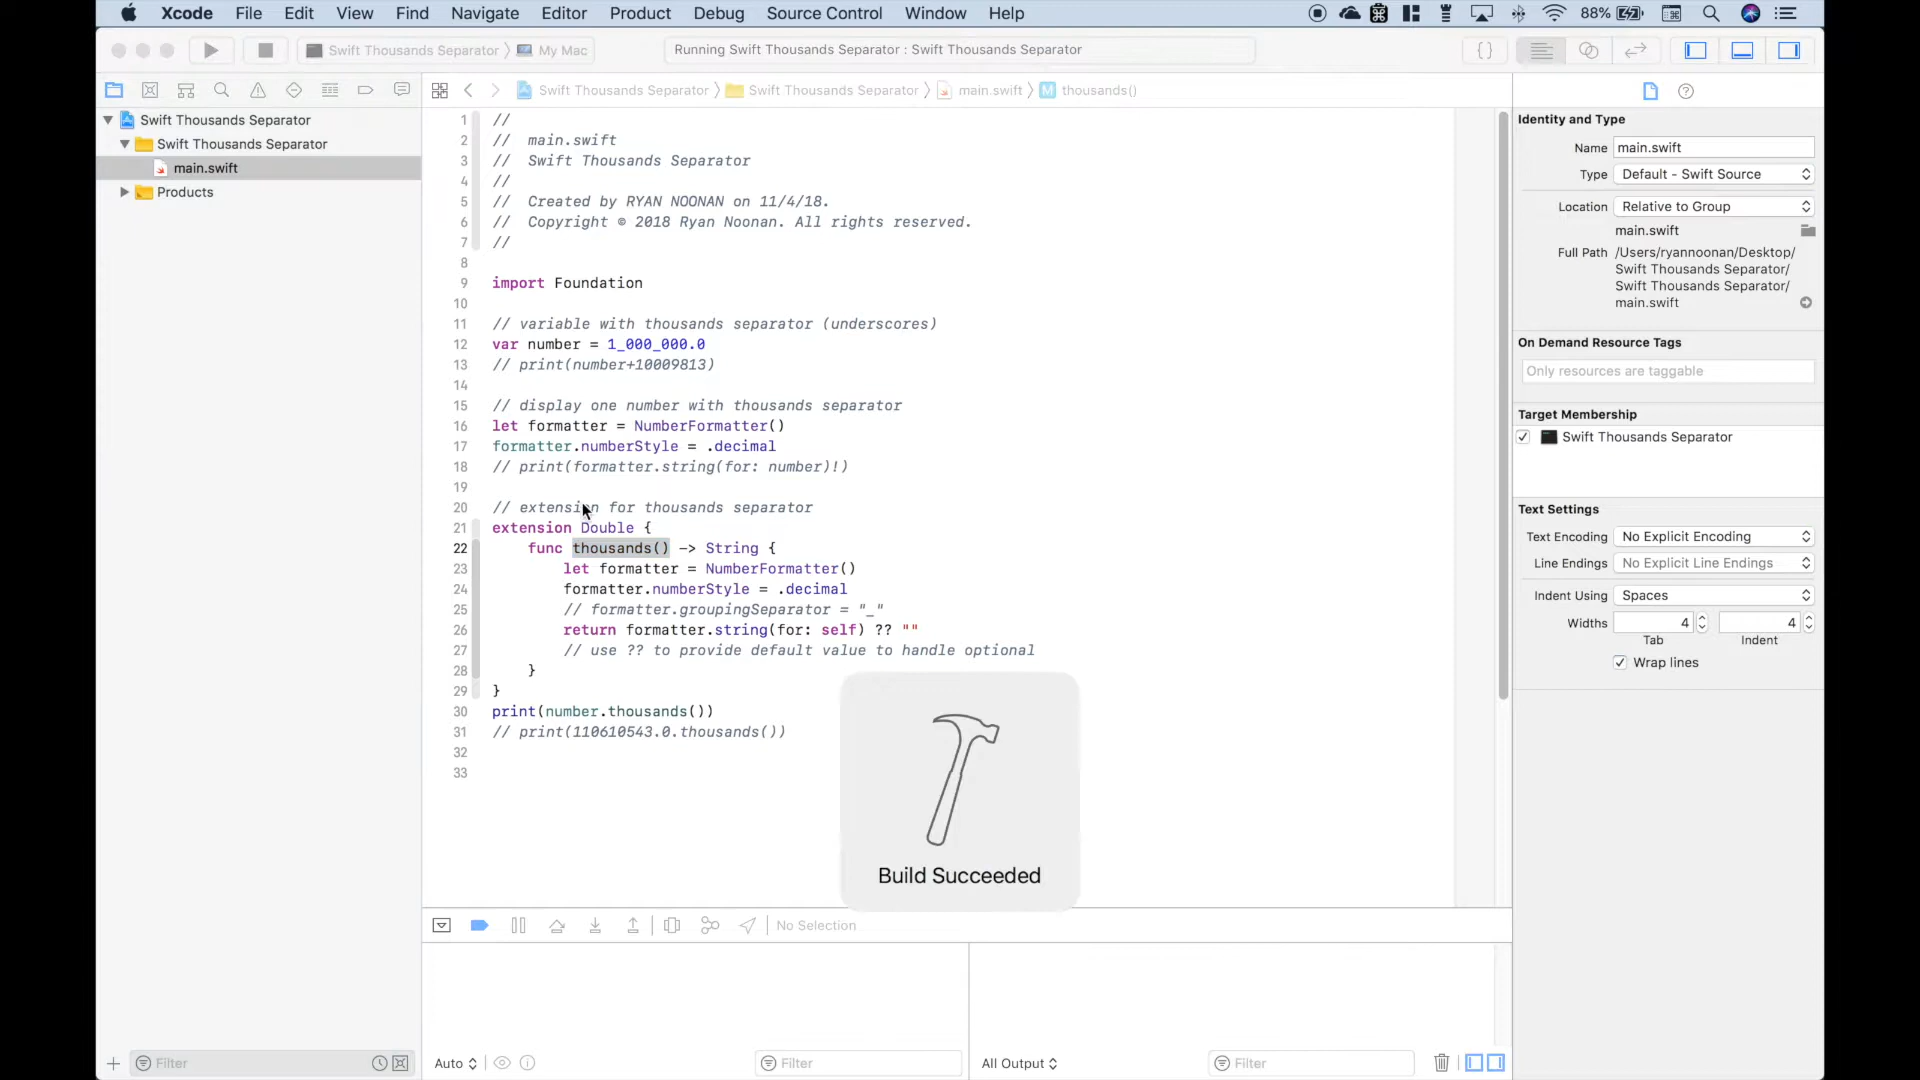 Xcode File Edit View Find Navigate Editor Product Debug Source Control Window Help 88%
Swift Thousands Separator My Mac
Running Swift Thousands Separator : Swift Thousands Separator
{ }
Swift Thousands Separator Swift Thousands Separator main.swift M thousands()
Swift Thousands Separator
Swift Thousands Separator
main.swift
Products
1 //
2 // main.swift
3 // Swift Thousands Separator
4 //
5 // Created by RYAN NOONAN on 11/4/18.
6 // Copyright © 2018 Ryan Noonan. All rights reserved.
7 //
8
9 import Foundation
10
11 // variable with thousands separator (underscores)
12 var number = 1_000_000.0
13 // print(number+10009813)
14
15 // display one number with thousands separator
16 let formatter = NumberFormatter()
17 formatter.numberStyle = .decimal
18 // print(formatter.string(for: number)!)
19
20 // extension for thousands separator
21 extension Double {
22 func thousands() -> String {
23 let formatter = NumberFormatter()
24 formatter.numberStyle = .decimal
25 // formatter.groupingSeparator = "_"
26 return formatter.string(for: self) ?? ""
27 // use ?? to provide default value to handle optional
28 }
29 }
30 print(number.thousands())
31 // print(110610543.0.thousands())
32
33
Build Succeeded
No Selection
Filter
Auto
Filter
All Output
Filter
Identity and Type
Name main.swift
Type Default - Swift Source
Location Relative to Group
main.swift
Full Path /Users/ryannoonan/Desktop/
Swift Thousands Separator/
Swift Thousands Separator/
main.swift
On Demand Resource Tags
Only resources are taggable
Target Membership
Swift Thousands Separator
Text Settings
Text Encoding No Explicit Encoding
Line Endings No Explicit Line Endings
Indent Using Spaces
Widths 4 4
Tab Indent
Wrap lines